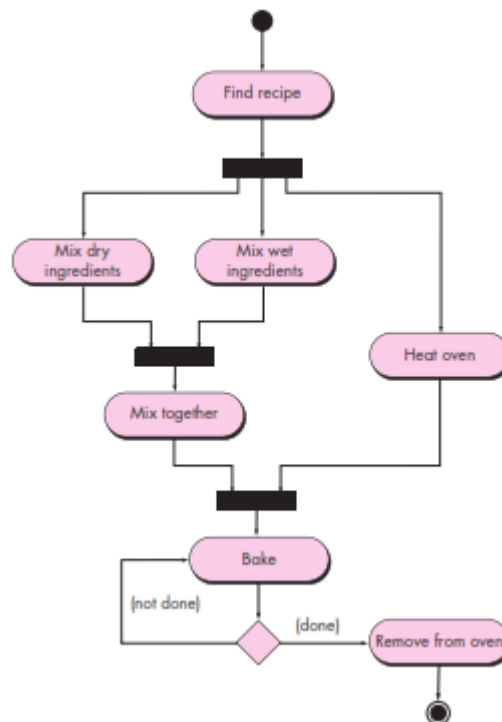 Find recipe
Mix dry
ingredients
Mix wet
ingredients
Heat oven
Mix together
Bake
(not done)
(done)
Remove from oven